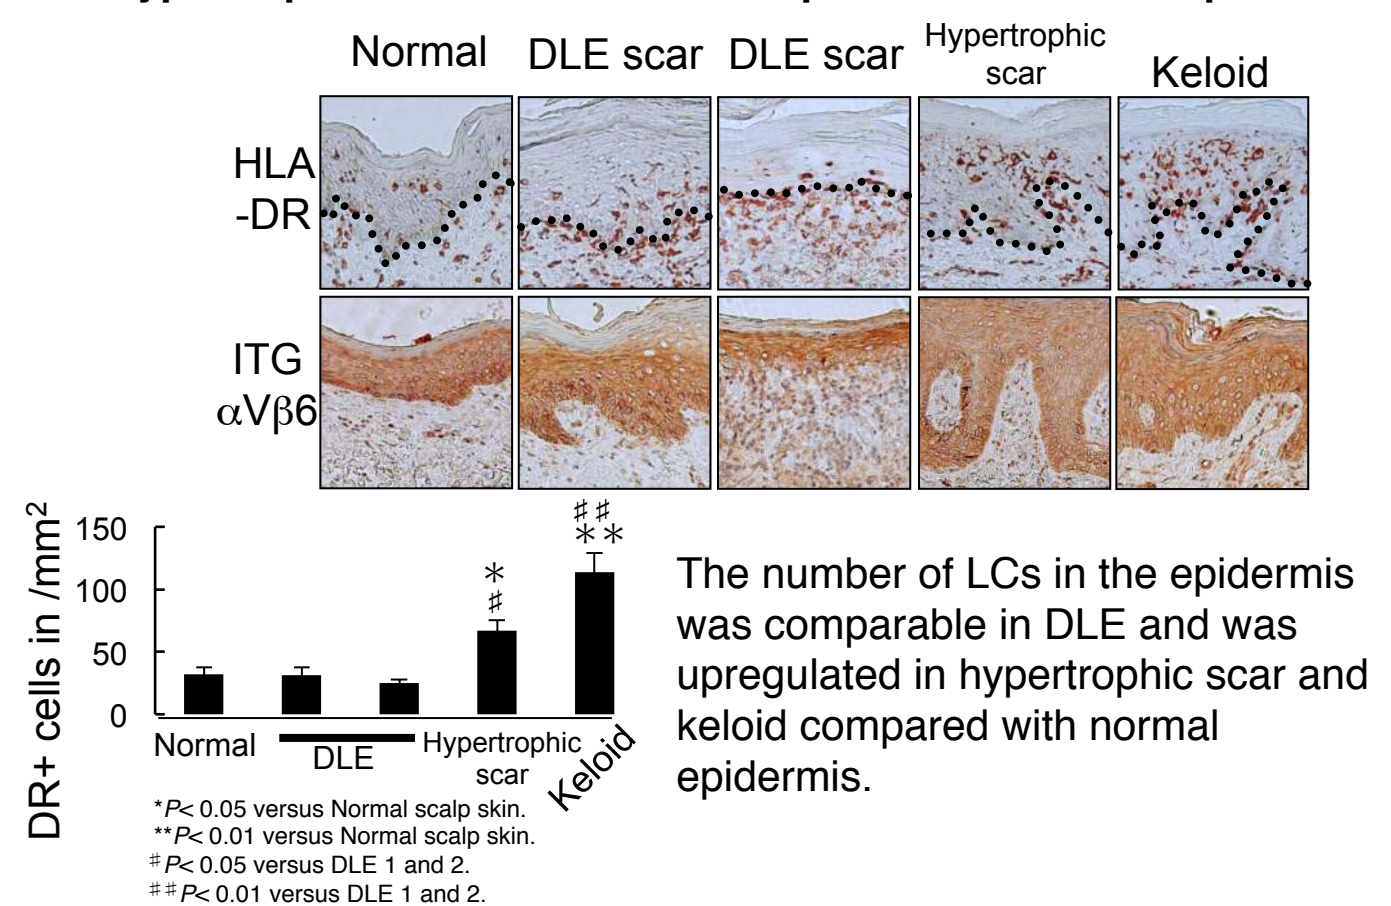 Normal
DLE scar
DLE scar
Hypertrophic
scar
Keloid
HLA
-DR
ITG
αVβ6
DR+ cells in /mm²
150
100
50
0
*
♯
♯♯
**
Normal
DLE
Hypertrophic
scar
Keloid
*P< 0.05 versus Normal scalp skin.
**P< 0.01 versus Normal scalp skin.
♯P< 0.05 versus DLE 1 and 2.
♯♯P< 0.01 versus DLE 1 and 2.
The number of LCs in the epidermis
was comparable in DLE and was
upregulated in hypertrophic scar and
keloid compared with normal
epidermis.